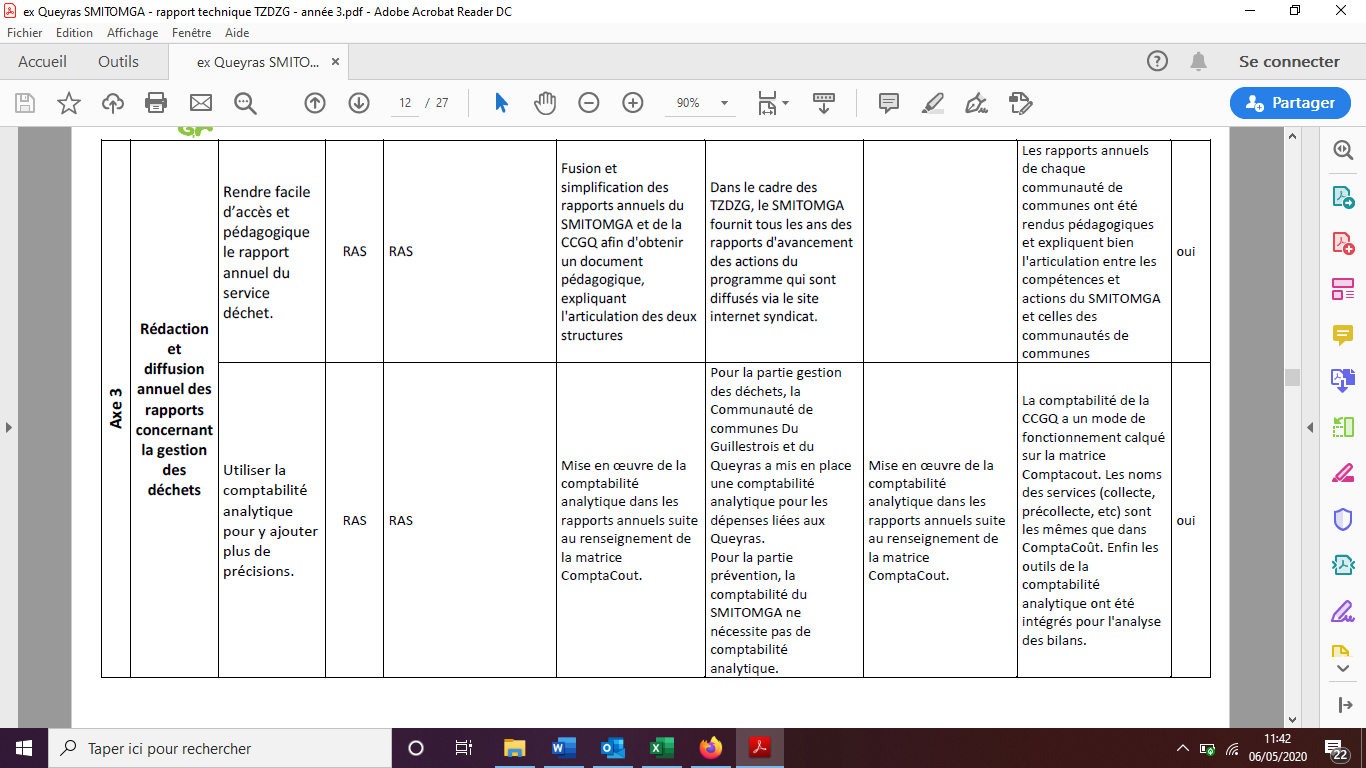 ex Queyras SMITOMGA - rapport technique TZDZG - année 3.pdf - Adobe Acrobat Reader DC
Fichier Edition Affichage Fenêtre Aide
Accueil Outils ex Queyras SMITO... × Se connecter
12 / 27 90% Partager
Axe 3
Rédaction
et
diffusion
annuel des
rapports
concernant
la gestion
des
déchets
Rendre facile
d’accès et
pédagogique
le rapport
annuel du
service
déchet.
RAS
RAS
Fusion et
simplification des
rapports annuels du
SMITOMGA et de la
CCGQ afin d'obtenir
un document
pédagogique,
expliquant
l'articulation des deux
structures
Dans le cadre des
TZDZG, le SMITOMGA
fournit tous les ans des
rapports d'avancement
des actions du
programme qui sont
diffusés via le site
internet syndicat.
Les rapports annuels
de chaque
communauté de
communes ont été
rendus pédagogiques
et expliquent bien
l'articulation entre les
compétences et
actions du SMITOMGA
et celles des
communautés de
communes
oui
Utiliser la
comptabilité
analytique
pour y ajouter
plus de
précisions.
RAS
RAS
Mise en œuvre de la
comptabilité
analytique dans les
rapports annuels suite
au renseignement de
la matrice
ComptaCout.
Pour la partie gestion
des déchets, la
Communauté de
communes Du
Guillestrois et du
Queyras a mis en place
une comptabilité
analytique pour les
dépenses liées aux
Queyras.
Pour la partie
prévention, la
comptabilité du
SMITOMGA ne
nécessite pas de
comptabilité
analytique.
Mise en œuvre de la
comptabilité
analytique dans les
rapports annuels suite
au renseignement de
la matrice
ComptaCout.
La comptabilité de la
CCGQ a un mode de
fonctionnement calqué
sur la matrice
Comptacout. Les noms
des services (collecte,
précollecte, etc) sont
les mêmes que dans
ComptaCoût. Enfin les
outils de la
comptabilité
analytique ont été
intégrés pour l'analyse
des bilans.
oui
Taper ici pour rechercher
11:42
06/05/2020
22